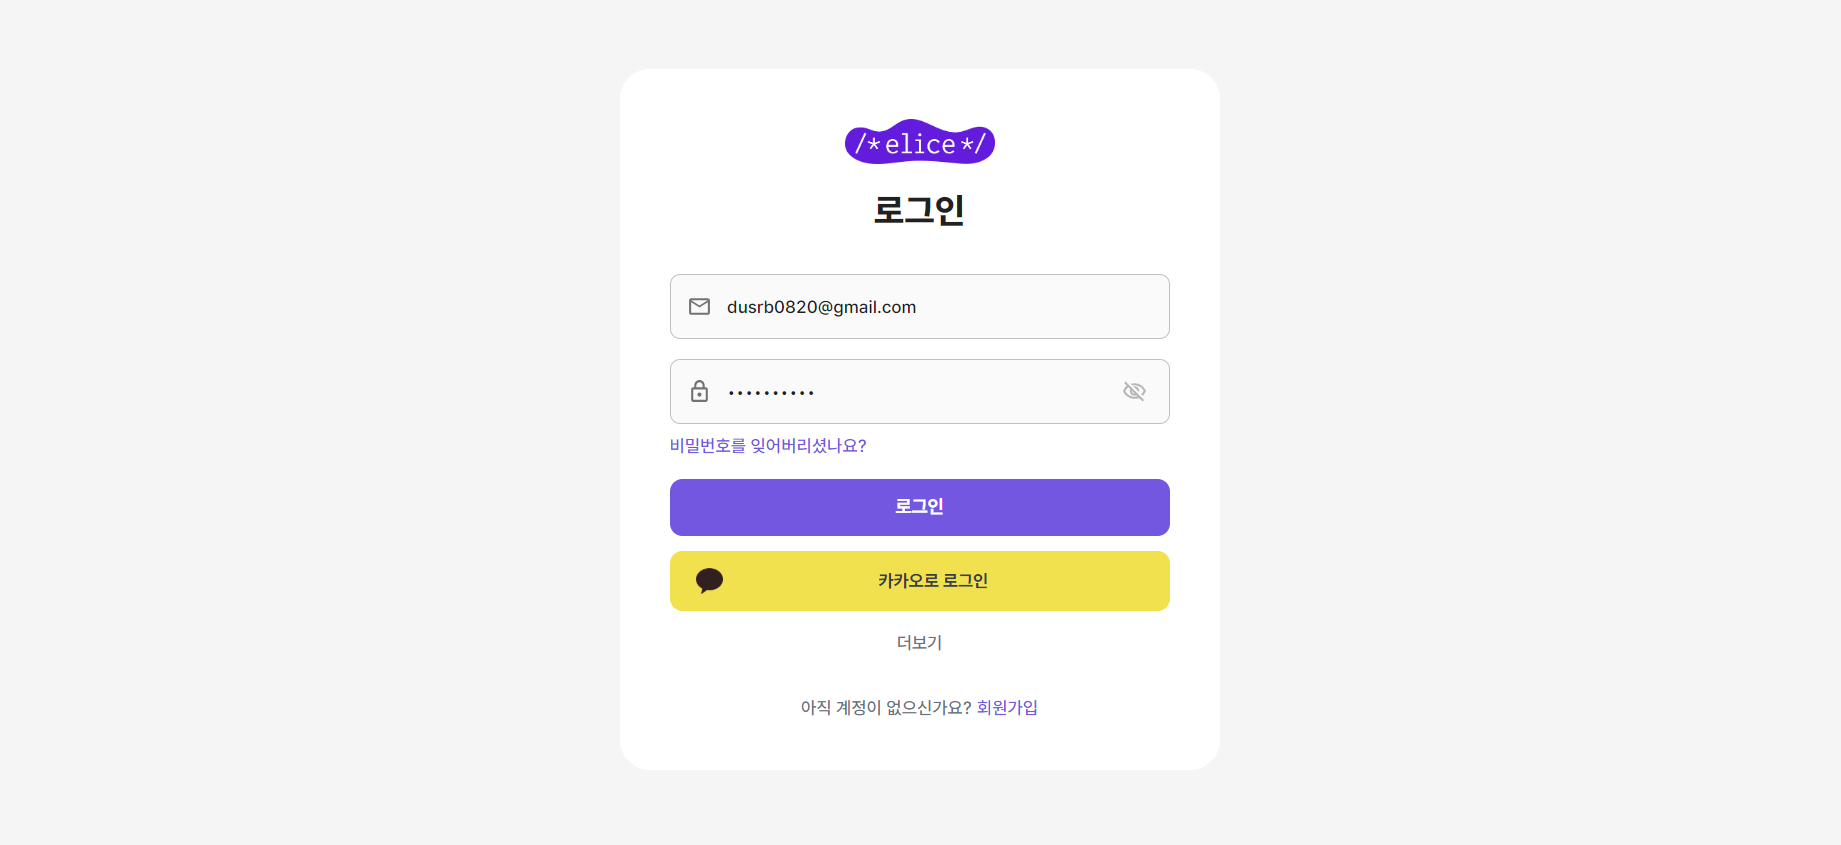 /*elice*/
로그인
dusrb0820@gmail.com
••••••••••
비밀번호를 잊어버리셨나요?
로그인
카카오로 로그인
더보기
아직 계정이 없으신가요? 회원가입